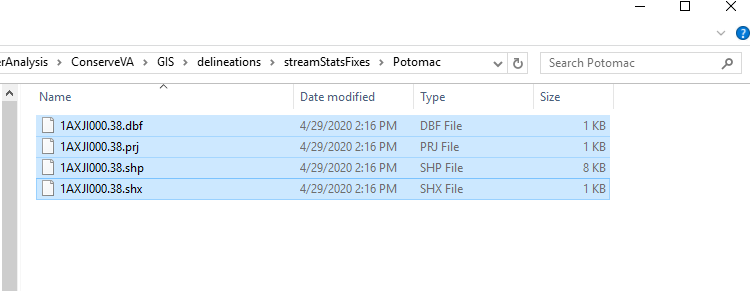 erAnalysis > ConserveVA > GIS > delineations > streamStatsFixes > Potomac Search Potomac
Name Date modified Type Size
1AXJI000.38.dbf 4/29/2020 2:16 PM DBF File 1 KB
1AXJI000.38.prj 4/29/2020 2:16 PM PRJ File 1 KB
1AXJI000.38.shp 4/29/2020 2:16 PM SHP File 8 KB
1AXJI000.38.shx 4/29/2020 2:16 PM SHX File 1 KB